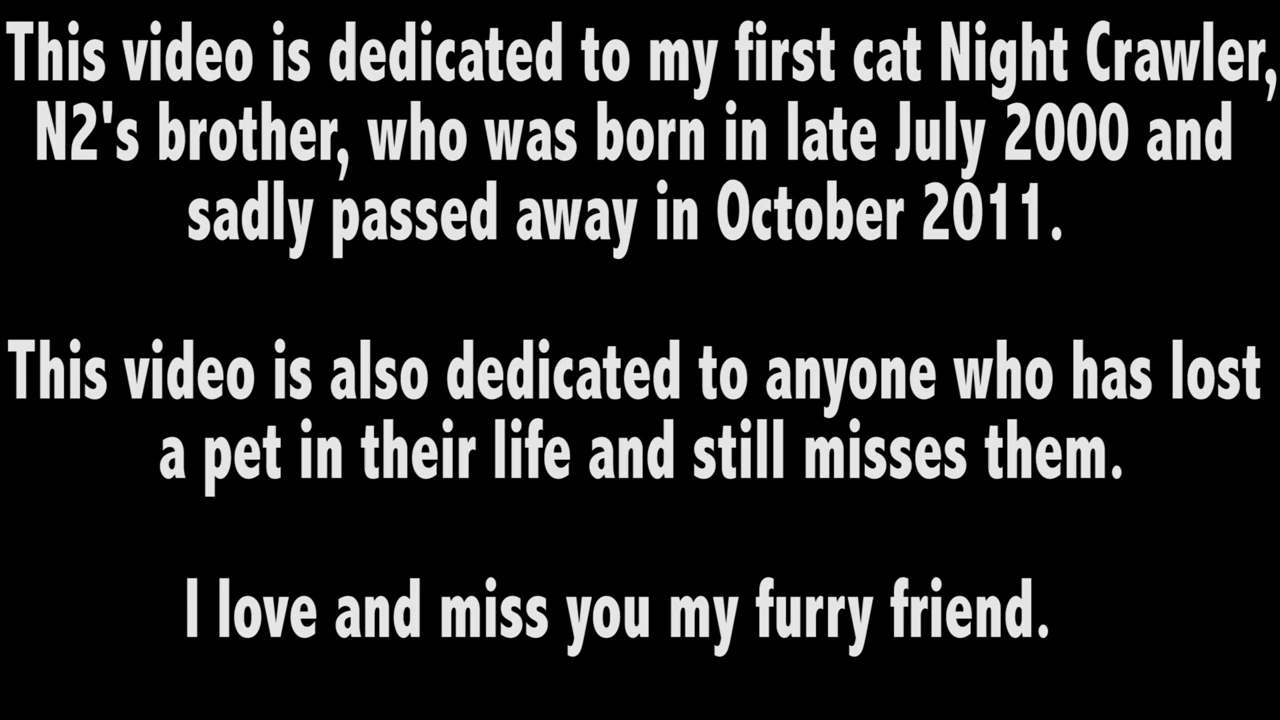 This video is dedicated to my first cat Night Crawler,
N2's brother, who was born in late July 2000 and
sadly passed away in October 2011.
This video is also dedicated to anyone who has lost
a pet in their life and still misses them.
I love and miss you my furry friend.